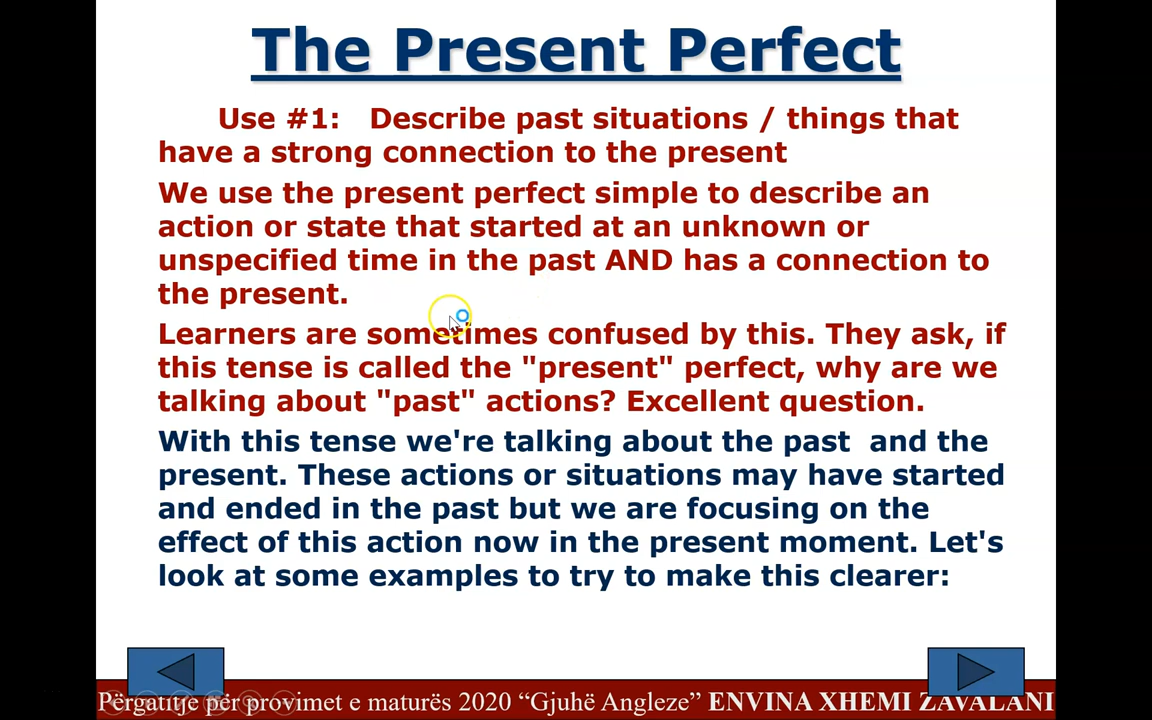 The Present Perfect
Use #1: Describe past situations / things that
have a strong connection to the present
We use the present perfect simple to describe an
action or state that started at an unknown or
unspecified time in the past AND has a connection to
the present.
Learners are sometimes confused by this. They ask, if
this tense is called the "present" perfect, why are we
talking about "past" actions? Excellent question.
With this tense we're talking about the past and the
present. These actions or situations may have started
and ended in the past but we are focusing on the
effect of this action now in the present moment. Let's
look at some examples to try to make this clearer:
Përgatitje për provimet e maturës 2020 “Gjuhë Angleze” ENVINA XHEMI ZAVALANI